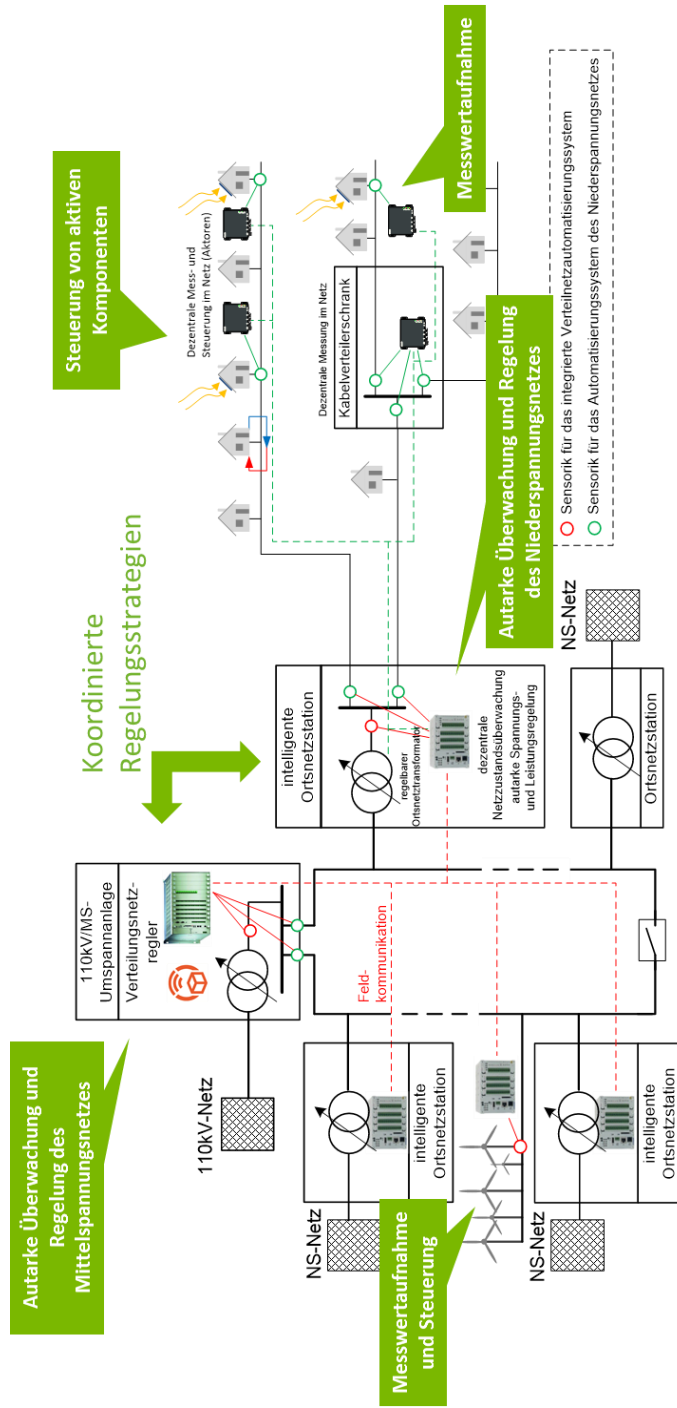 Autarke Überwachung und
Regelung des
Mittelspannungsnetzes
110kV-Netz
110kV/MS-
Umspannanlage
Verteilungsnetz-
regler
Koordinierte
Regelungsstrategien
Steuerung von aktiven
Komponenten
Dezentrale Mess- und
Steuerung im Netz (Aktoren)
NS-Netz
intelligente
Ortsnetzstation
Feld-
kommunikation
intelligente
Ortsnetzstation
regelbarer
Ortsnetztransformator
dezentrale
Netzzustandsüberwachung
autarke Spannungs-
und Leistungsregelung
Dezentrale Messung im Netz
Kabelverteilerschrank
Messwertaufnahme
Messwertaufnahme
und Steuerung
NS-Netz
intelligente
Ortsnetzstation
Ortsnetzstation
NS-Netz
Autarke Überwachung und Regelung
des Niederspannungsnetzes
Sensorik für das integrierte Verteilnetzautomatisierungssystem
Sensorik für das Automatisierungssystem des Niederspannungsnetzes